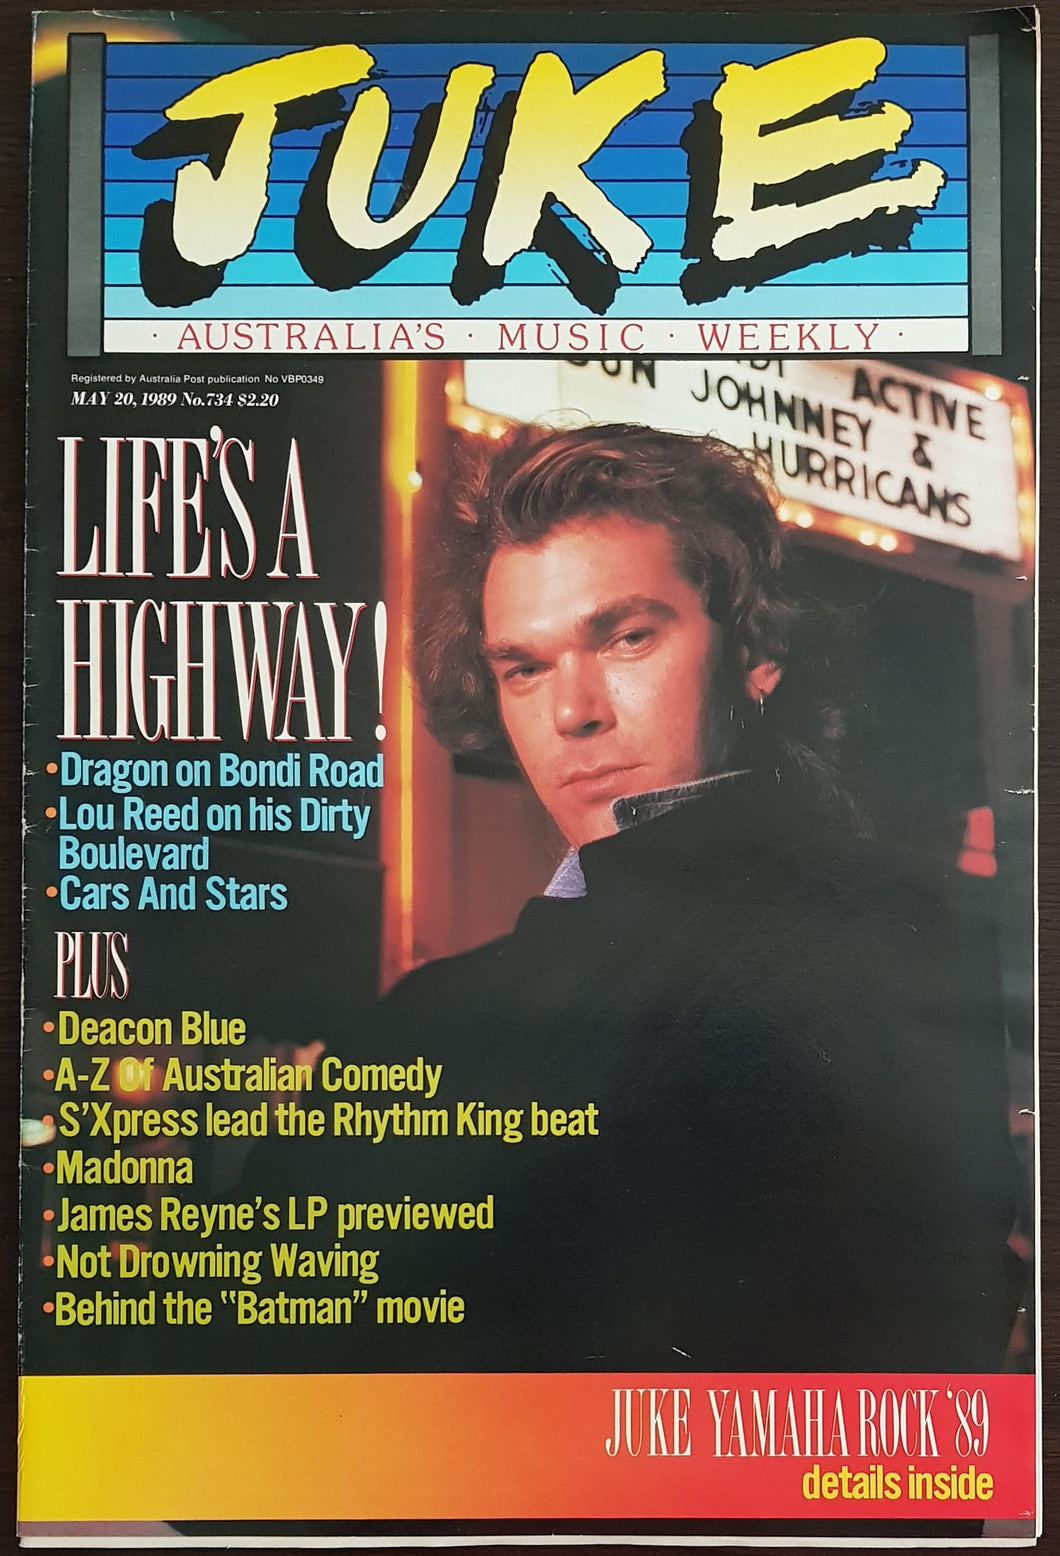 JUKE
· AUSTRALIA'S · MUSIC · WEEKLY ·
Registered by Australia Post publication No VBP0349
MAY 20, 1989 No.734 $2.20
ACTIVE
JOHNNEY &
HURRICANS
LIFE'S A
HIGHWAY!
•Dragon on Bondi Road
•Lou Reed on his Dirty
Boulevard
•Cars And Stars
PLUS
•Deacon Blue
•A-Z Of Australian Comedy
•S'Xpress lead the Rhythm King beat
•Madonna
•James Reyne's LP previewed
•Not Drowning Waving
•Behind the "Batman" movie
JUKE YAMAHA ROCK '89
details inside